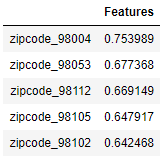 Features
zipcode_98004 0.753989
zipcode_98053 0.677368
zipcode_98112 0.669149
zipcode_98105 0.647917
zipcode_98102 0.642468